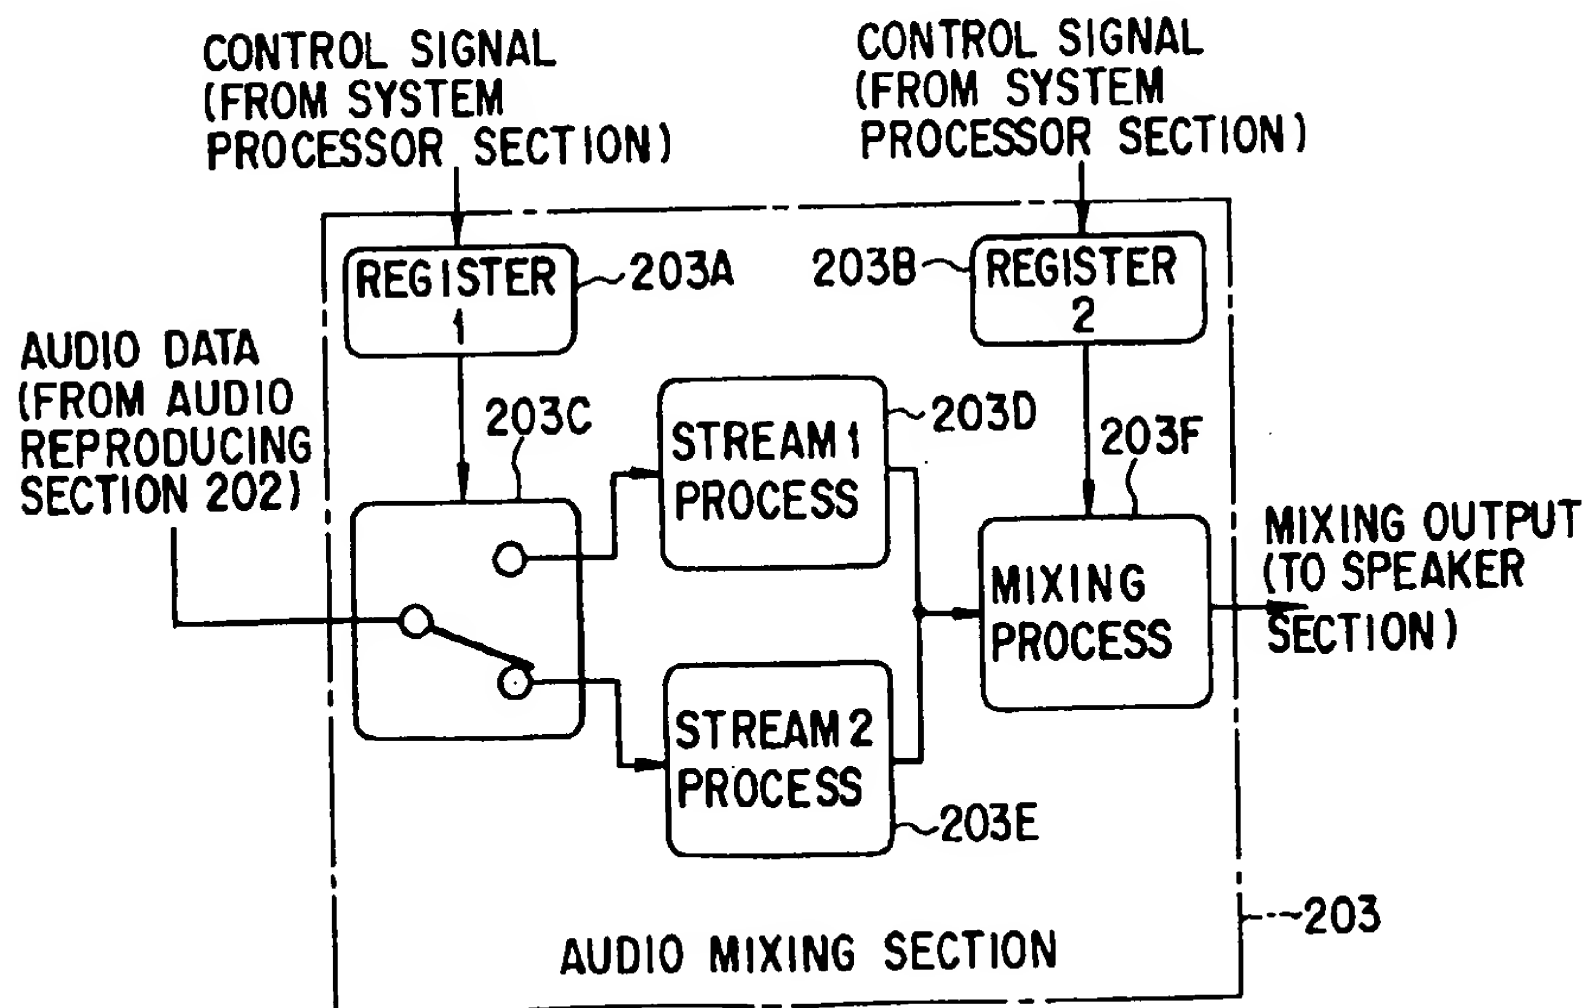 CONTROL SIGNAL
(FROM SYSTEM
PROCESSOR SECTION)
CONTROL SIGNAL
(FROM SYSTEM
PROCESSOR SECTION)
REGISTER
1
203A
203B
REGISTER
2
AUDIO DATA
(FROM AUDIO
REPRODUCING
SECTION 202)
203C
STREAM 1
PROCESS
203D
203F
MIXING
PROCESS
MIXING OUTPUT
(TO SPEAKER
SECTION)
STREAM 2
PROCESS
203E
203
AUDIO MIXING SECTION